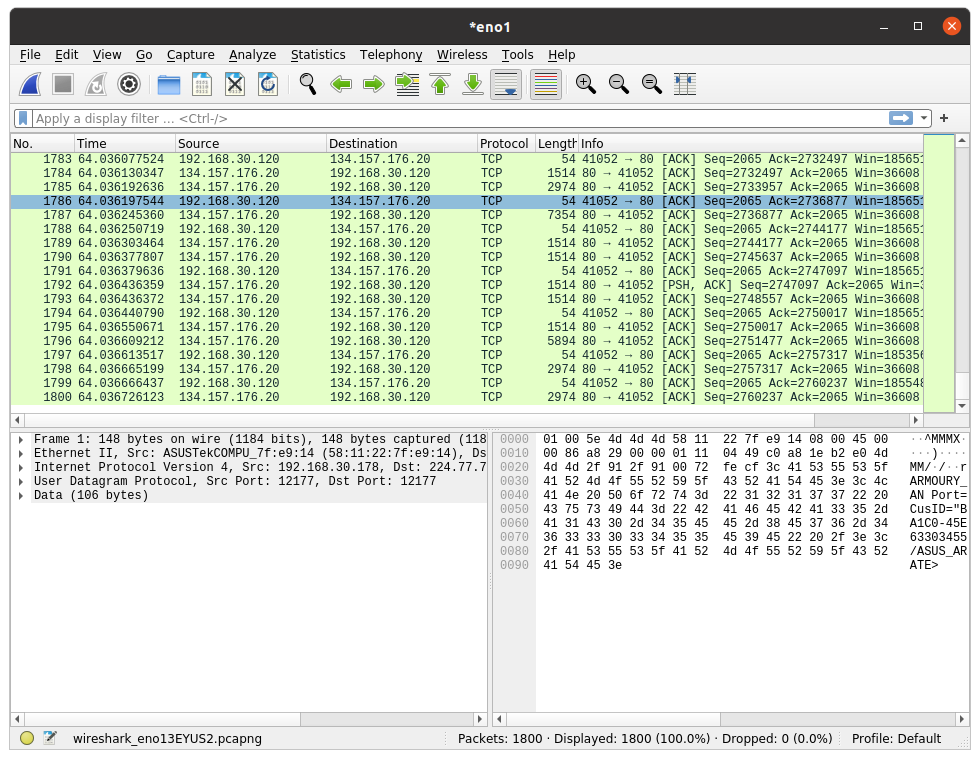 *eno1
File Edit View Go Capture Analyze Statistics Telephony Wireless Tools Help
Apply a display filter ... <Ctrl-/>
No. Time Source Destination Protocol Length Info
1783 64.036077524 192.168.30.120 134.157.176.20 TCP 54 41052 → 80 [ACK] Seq=2065 Ack=2732497 Win=185651
1784 64.036130347 134.157.176.20 192.168.30.120 TCP 1514 80 → 41052 [ACK] Seq=2732497 Ack=2065 Win=36608
1785 64.036192636 134.157.176.20 192.168.30.120 TCP 2974 80 → 41052 [ACK] Seq=2733957 Ack=2065 Win=36608
1786 64.036197544 192.168.30.120 134.157.176.20 TCP 54 41052 → 80 [ACK] Seq=2065 Ack=2736877 Win=185651
1787 64.036245360 134.157.176.20 192.168.30.120 TCP 7354 80 → 41052 [ACK] Seq=2736877 Ack=2065 Win=36608
1788 64.036250719 192.168.30.120 134.157.176.20 TCP 54 41052 → 80 [ACK] Seq=2065 Ack=2744177 Win=185651
1789 64.036303464 134.157.176.20 192.168.30.120 TCP 1514 80 → 41052 [ACK] Seq=2744177 Ack=2065 Win=36608
1790 64.036377807 134.157.176.20 192.168.30.120 TCP 1514 80 → 41052 [ACK] Seq=2745637 Ack=2065 Win=36608
1791 64.036379636 192.168.30.120 134.157.176.20 TCP 54 41052 → 80 [ACK] Seq=2065 Ack=2747097 Win=185651
1792 64.036436359 134.157.176.20 192.168.30.120 TCP 1514 80 → 41052 [PSH, ACK] Seq=2747097 Ack=2065 Win=3
1793 64.036436372 134.157.176.20 192.168.30.120 TCP 1514 80 → 41052 [ACK] Seq=2748557 Ack=2065 Win=36608
1794 64.036440790 192.168.30.120 134.157.176.20 TCP 54 41052 → 80 [ACK] Seq=2065 Ack=2750017 Win=185651
1795 64.036550671 134.157.176.20 192.168.30.120 TCP 1514 80 → 41052 [ACK] Seq=2750017 Ack=2065 Win=36608
1796 64.036609212 134.157.176.20 192.168.30.120 TCP 5894 80 → 41052 [ACK] Seq=2751477 Ack=2065 Win=36608
1797 64.036613517 192.168.30.120 134.157.176.20 TCP 54 41052 → 80 [ACK] Seq=2065 Ack=2757317 Win=185356
1798 64.036665199 134.157.176.20 192.168.30.120 TCP 2974 80 → 41052 [ACK] Seq=2757317 Ack=2065 Win=36608
1799 64.036666437 192.168.30.120 134.157.176.20 TCP 54 41052 → 80 [ACK] Seq=2065 Ack=2760237 Win=185548
1800 64.036726123 134.157.176.20 192.168.30.120 TCP 2974 80 → 41052 [ACK] Seq=2760237 Ack=2065 Win=36608
Frame 1: 148 bytes on wire (1184 bits), 148 bytes captured (118
Ethernet II, Src: ASUSTekCOMPU_7f:e9:14 (58:11:22:7f:e9:14), Ds
Internet Protocol Version 4, Src: 192.168.30.178, Dst: 224.77.7
User Datagram Protocol, Src Port: 12177, Dst Port: 12177
Data (106 bytes)
0000 01 00 5e 4d 4d 4d 58 11 22 7f e9 14 08 00 45 00 ··^MMMX·
0010 00 86 a8 29 00 00 01 11 04 49 c0 a8 1e b2 e0 4d ···)····
0020 4d 4d 2f 91 2f 91 00 72 fe cf 3c 41 53 55 53 5f MM/·/··r
0030 41 52 4d 4f 55 52 59 5f 43 52 41 54 45 3e 3c 4c ARMOURY_
0040 41 4e 20 50 6f 72 74 3d 22 31 32 31 37 37 22 20 AN Port=
0050 43 75 73 49 44 3d 22 42 41 46 45 42 41 33 35 2d CusID="B
0060 41 31 43 30 2d 34 35 45 45 2d 38 45 37 36 2d 34 A1C0-45E
0070 36 33 33 30 33 34 35 35 45 39 45 22 20 2f 3e 3c 63303455
0080 2f 41 53 55 53 5f 41 52 4d 4f 55 52 59 5f 43 52 /ASUS_AR
0090 41 54 45 3e ATE>
wireshark_eno13EYUS2.pcapng Packets: 1800 · Displayed: 1800 (100.0%) · Dropped: 0 (0.0%) Profile: Default